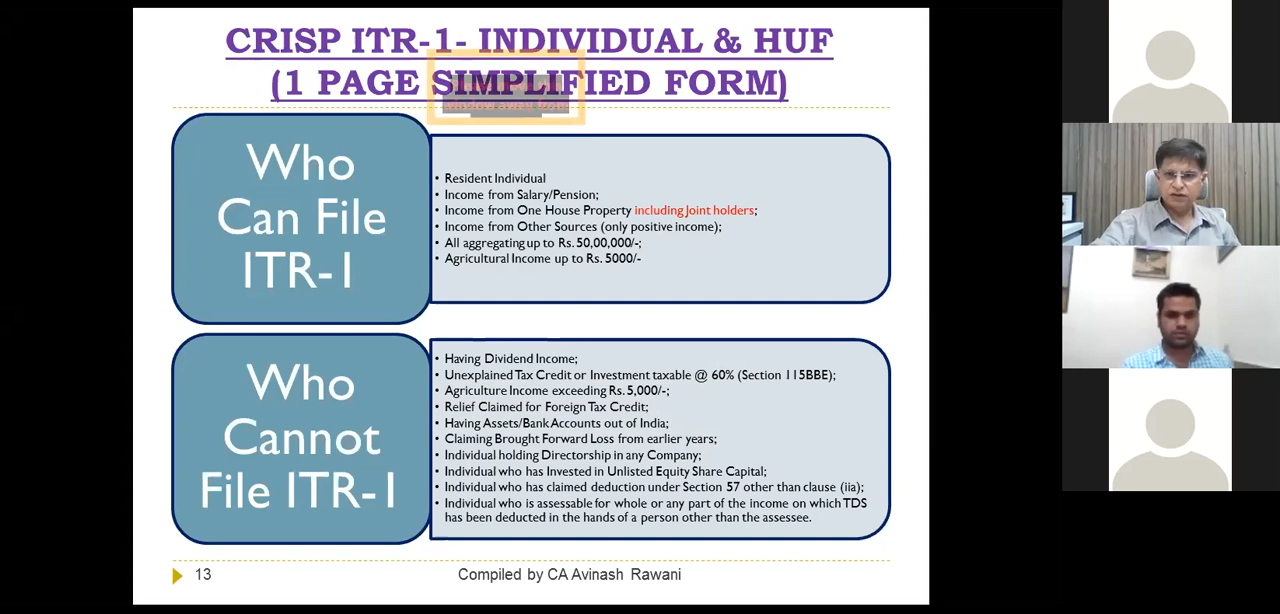 CRISP ITR-1- INDIVIDUAL & HUF
(1 PAGE SIMPLIFIED FORM)
window away from
Who
Can File
ITR-1
• Resident Individual
• Income from Salary/Pension;
• Income from One House Property including Joint holders;
• Income from Other Sources (only positive income);
• All aggregating up to Rs. 50,00,000/-;
• Agricultural Income up to Rs. 5000/-
Who
Cannot
File ITR-1
• Having Dividend Income;
• Unexplained Tax Credit or Investment taxable @ 60% (Section 115BBE);
• Agriculture Income exceeding Rs. 5,000/-;
• Relief Claimed for Foreign Tax Credit;
• Having Assets/Bank Accounts out of India;
• Claiming Brought Forward Loss from earlier years;
• Individual holding Directorship in any Company;
• Individual who has Invested in Unlisted Equity Share Capital;
• Individual who has claimed deduction under Section 57 other than clause (iia);
• Individual who is assessable for whole or any part of the income on which TDS
has been deducted in the hands of a person other than the assessee.
13
Compiled by CA Avinash Rawani